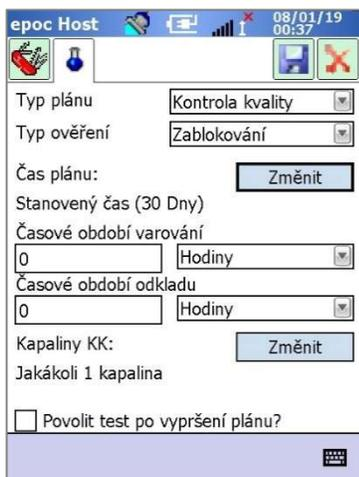 epoc Host 08/01/19 00:37
Typ plánu Kontrola kvality
Typ ověření Zablokování
Čas plánu: Změnit
Stanovený čas (30 Dny)
Časové období varování
0 Hodiny
Časové období odkladu
0 Hodiny
Kapaliny KK: Změnit
Jakákoli 1 kapalina
Povolit test po vypršení plánu?